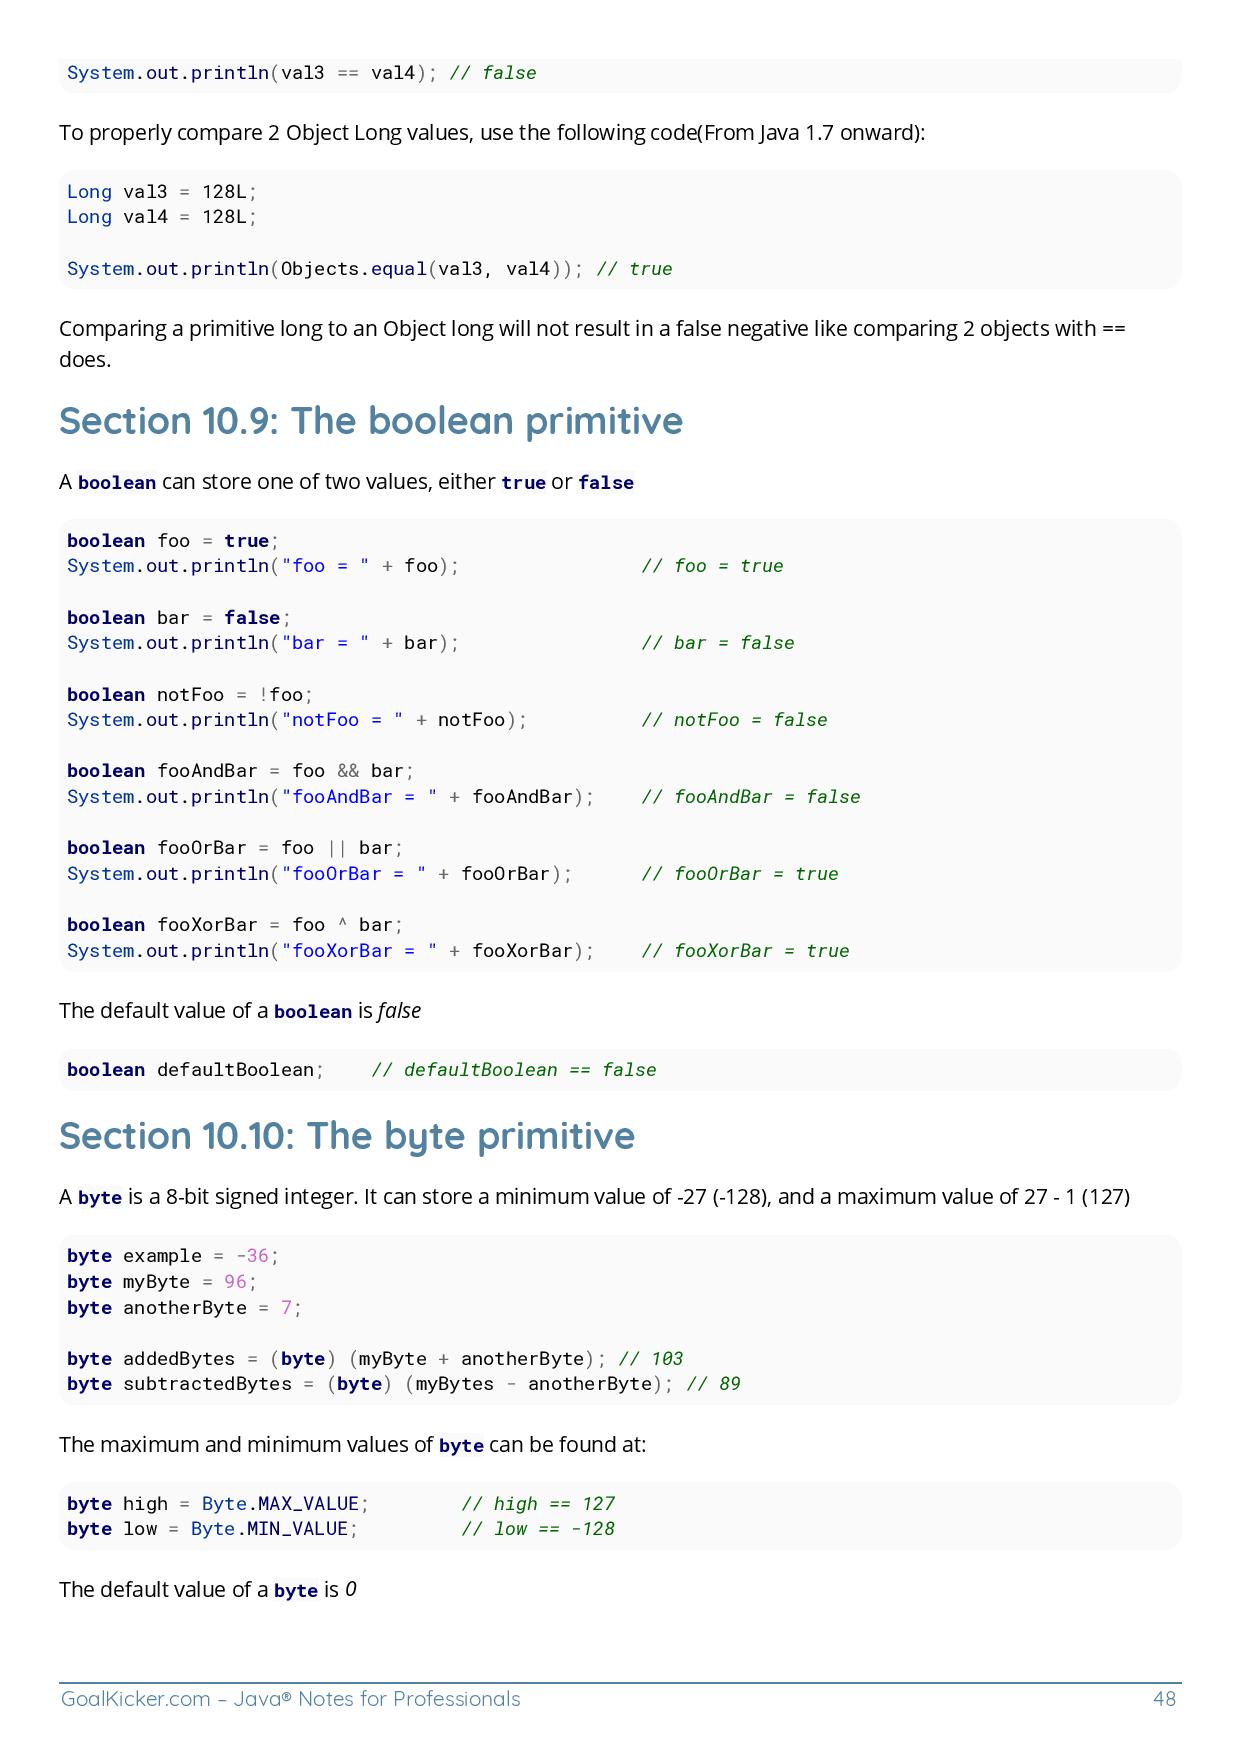 System.out.println(val3 == val4); // false
To properly compare 2 Object Long values, use the following code(From Java 1.7 onward):
Long val3 = 128L;
Long val4 = 128L;
System.out.println(Objects.equal(val3, val4)); // true
Comparing a primitive long to an Object long will not result in a false negative like comparing 2 objects with ==
does.
Section 10.9: The boolean primitive
A boolean can store one of two values, either true or false
boolean foo = true;
System.out.println("foo = " + foo);                // foo = true
boolean bar = false;
System.out.println("bar = " + bar);                // bar = false
boolean notFoo = !foo;
System.out.println("notFoo = " + notFoo);          // notFoo = false
boolean fooAndBar = foo && bar;
System.out.println("fooAndBar = " + fooAndBar);    // fooAndBar = false
boolean fooOrBar = foo || bar;
System.out.println("fooOrBar = " + fooOrBar);      // fooOrBar = true
boolean fooXorBar = foo ^ bar;
System.out.println("fooXorBar = " + fooXorBar);    // fooXorBar = true
The default value of a boolean is false
boolean defaultBoolean;    // defaultBoolean == false
Section 10.10: The byte primitive
A byte is a 8-bit signed integer. It can store a minimum value of -27 (-128), and a maximum value of 27 - 1 (127)
byte example = -36;
byte myByte = 96;
byte anotherByte = 7;
byte addedBytes = (byte) (myByte + anotherByte); // 103
byte subtractedBytes = (byte) (myBytes - anotherByte); // 89
The maximum and minimum values of byte can be found at:
byte high = Byte.MAX_VALUE;        // high == 127
byte low = Byte.MIN_VALUE;         // low == -128
The default value of a byte is 0
GoalKicker.com – Java® Notes for Professionals 48